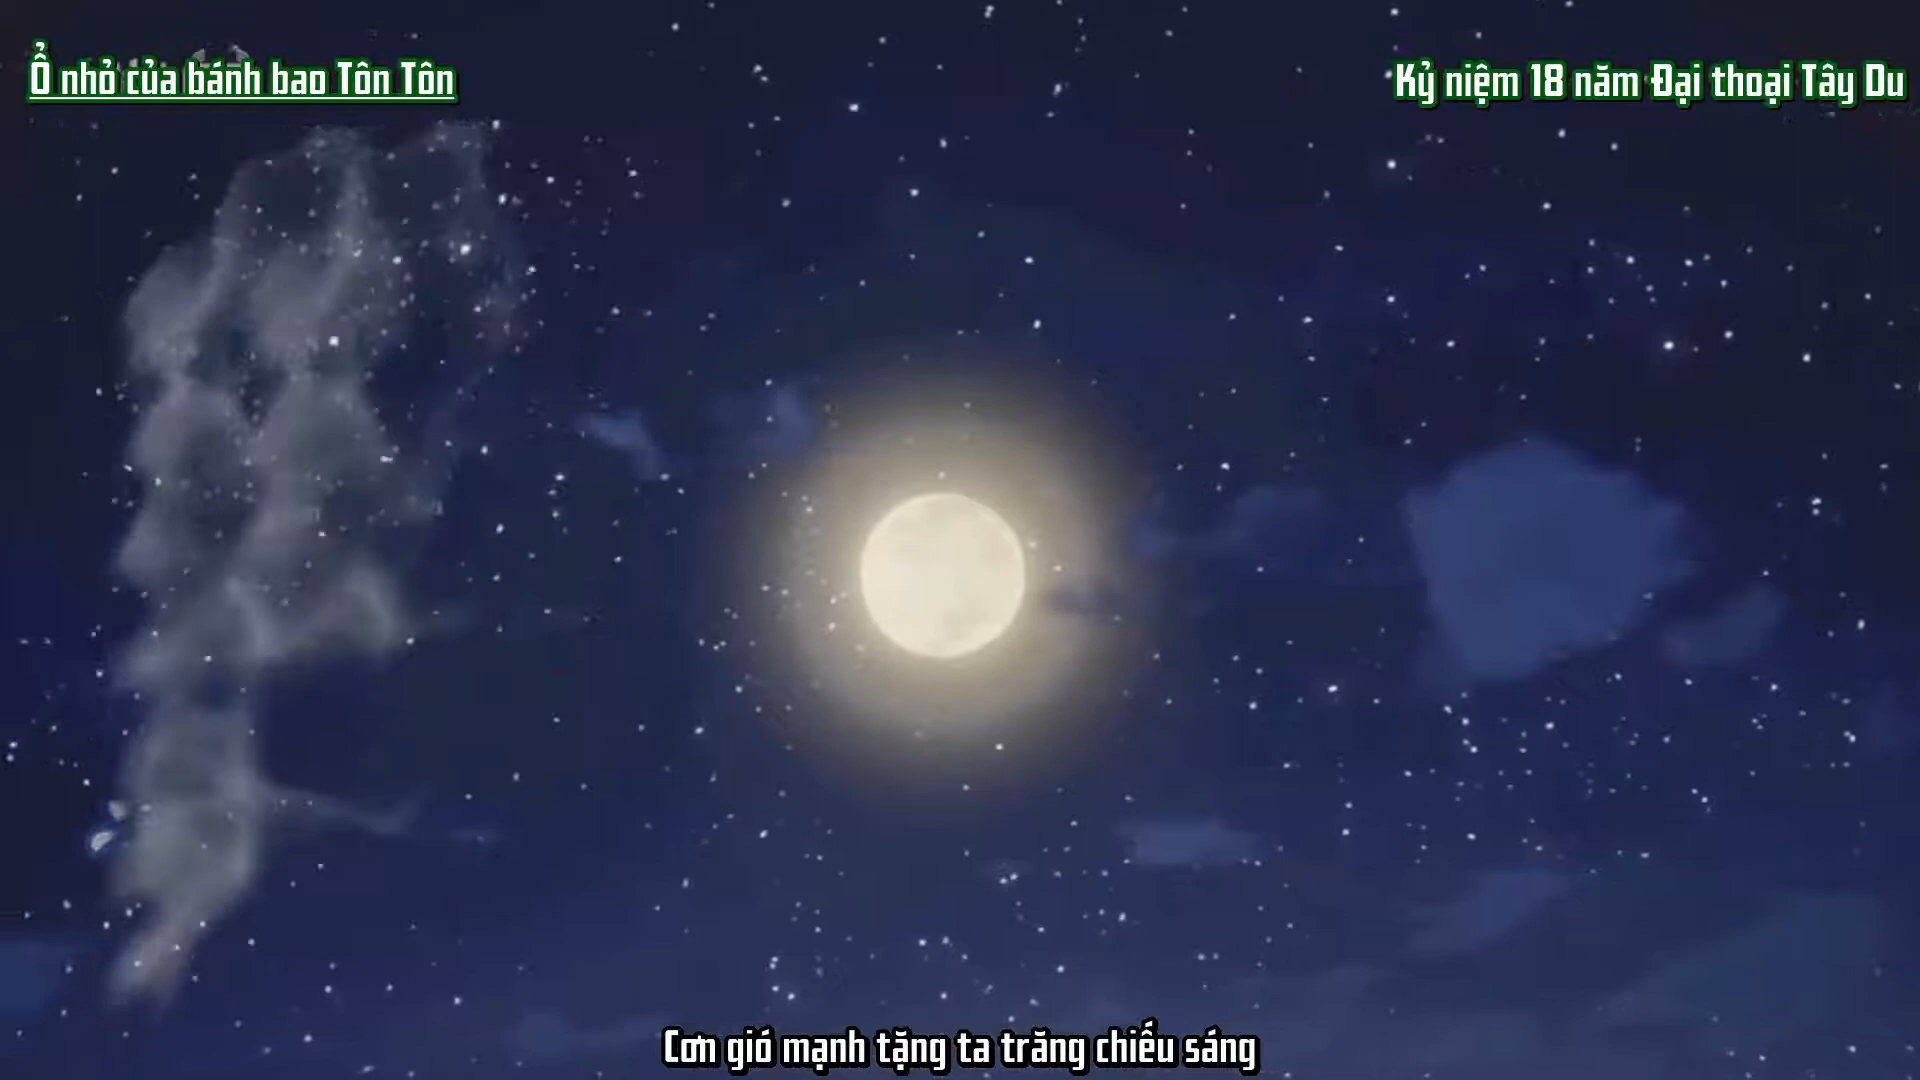 Ổ nhỏ của bánh bao Tôn Tôn
Kỷ niệm 18 năm Đại thoại Tây Du
Cơn gió mạnh tặng ta trăng chiếu sáng